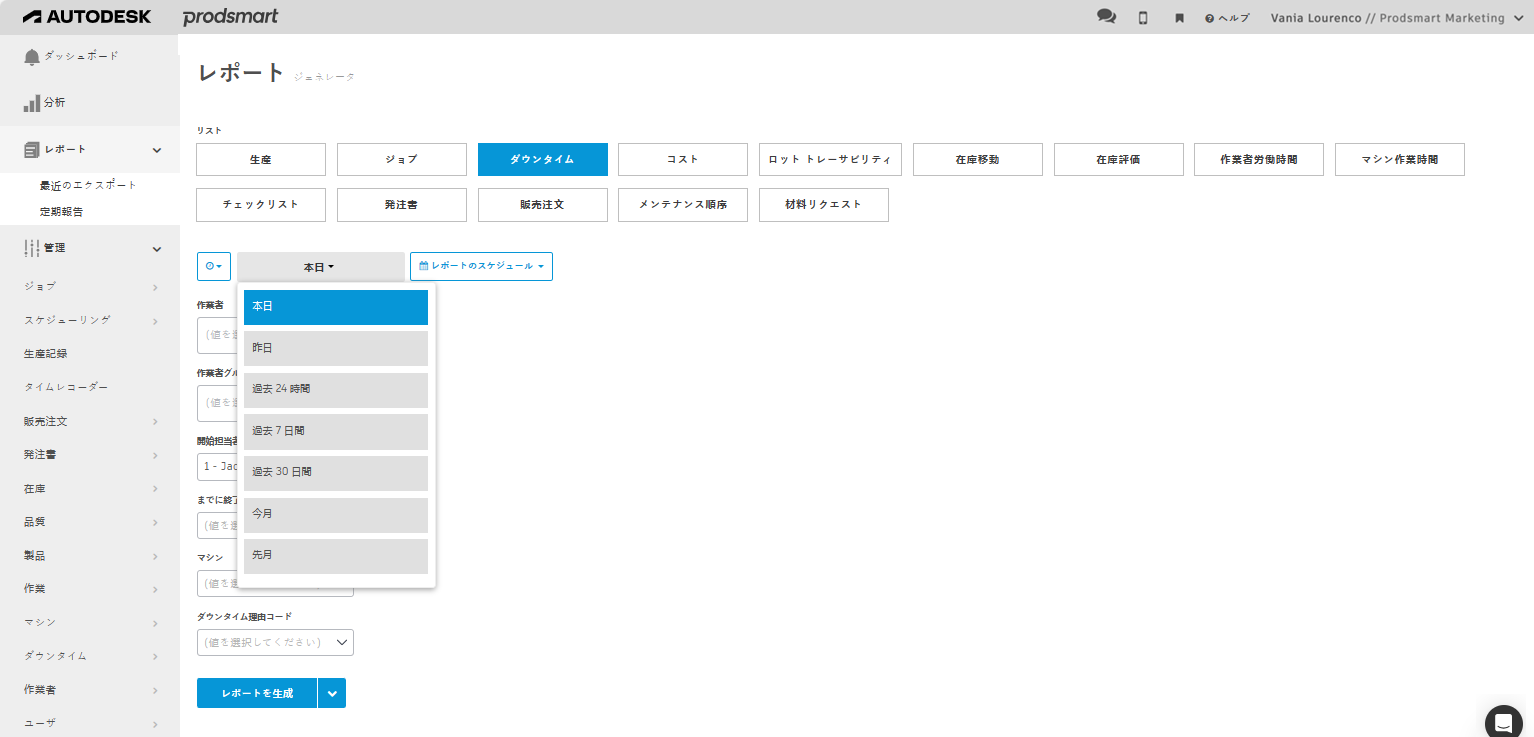 AUTODESK prodsmart
ヘルプ
Vania Lourenco // Prodsmart Marketing
ダッシュボード
分析
レポート
最近のエクスポート
定期報告
管理
ジョブ
スケジューリング
生産記録
タイムレコーダー
販売注文
発注書
在庫
品質
製品
作業
マシン
ダウンタイム
作業者
ユーザ
レポート ジェネレータ
リスト
生産 ジョブ ダウンタイム コスト ロット トレーサビリティ 在庫移動 在庫評価 作業者労働時間 マシン作業時間
チェックリスト 発注書 販売注文 メンテナンス順序 材料リクエスト
本日 レポートのスケジュール
本日
昨日
過去 24 時間
過去 7 日間
過去 30 日間
今月
先月
作業者
(値を
作業者グル
(値を
開始担当者
1 - Jac
までに終了
(値を
マシン
(値を
ダウンタイム理由コード
(値を選択してください)
レポートを生成